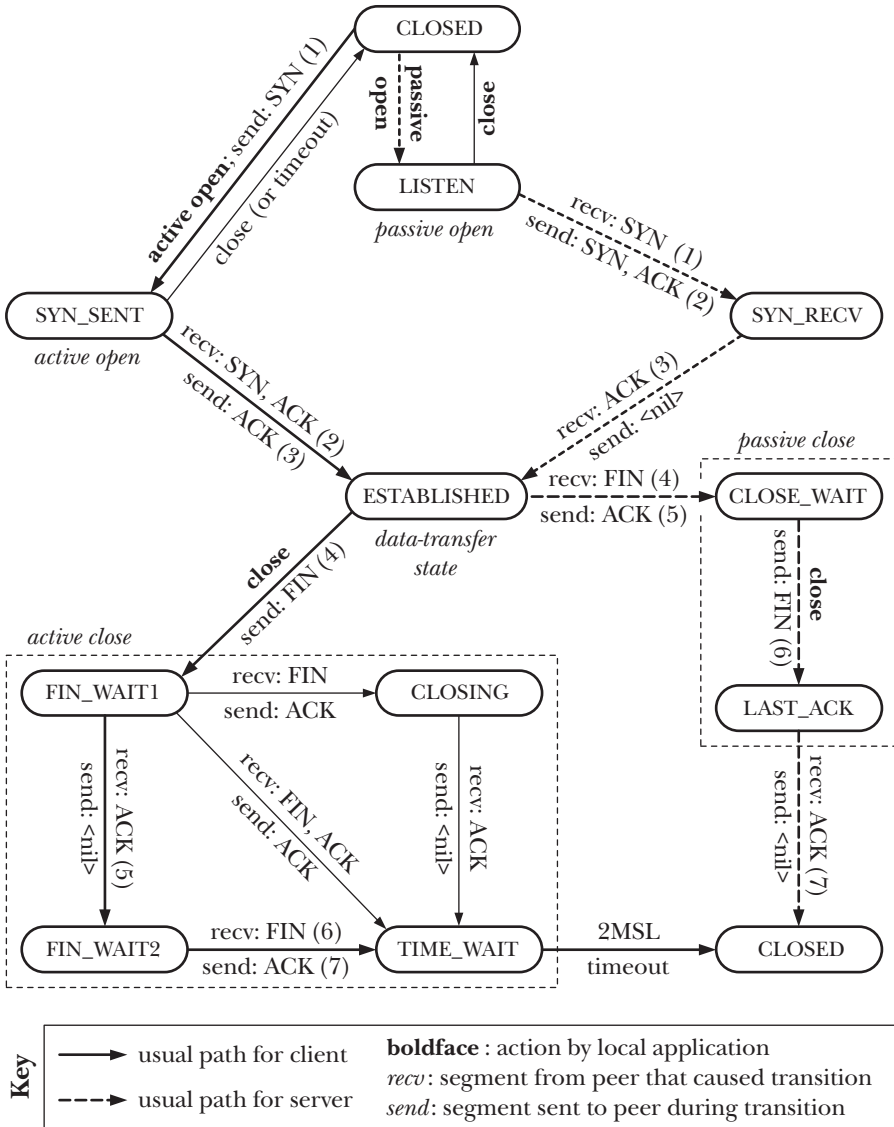 CLOSED
active open; send: SYN (1)
close (or timeout)
passive
open
close
LISTEN
passive open
recv: SYN (1)
send: SYN, ACK (2)
SYN_SENT
active open
SYN_RECV
recv: SYN, ACK (2)
send: ACK (3)
recv: ACK (3)
send: <nil>
passive close
ESTABLISHED
data-transfer
state
recv: FIN (4)
send: ACK (5)
CLOSE_WAIT
close
send: FIN (4)
close
send: FIN (6)
active close
FIN_WAIT1
recv: FIN
send: ACK
CLOSING
LAST_ACK
recv: ACK (5)
send: <nil>
recv: FIN, ACK
send: ACK
recv: ACK
send: <nil>
recv: ACK (7)
send: <nil>
FIN_WAIT2
recv: FIN (6)
send: ACK (7)
TIME_WAIT
2MSL
timeout
CLOSED
Key
usual path for client
usual path for server
boldface : action by local application
recv : segment from peer that caused transition
send : segment sent to peer during transition